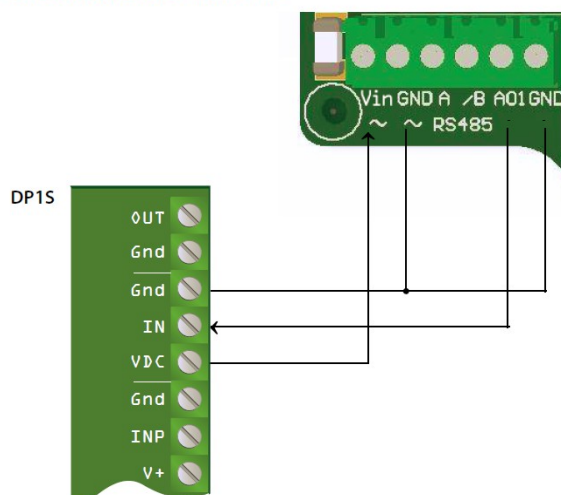 Vin GND A /B AO1 GND
~ ~ RS485
DP1S
OUT
Gnd
Gnd
IN
VDC
Gnd
INP
V+